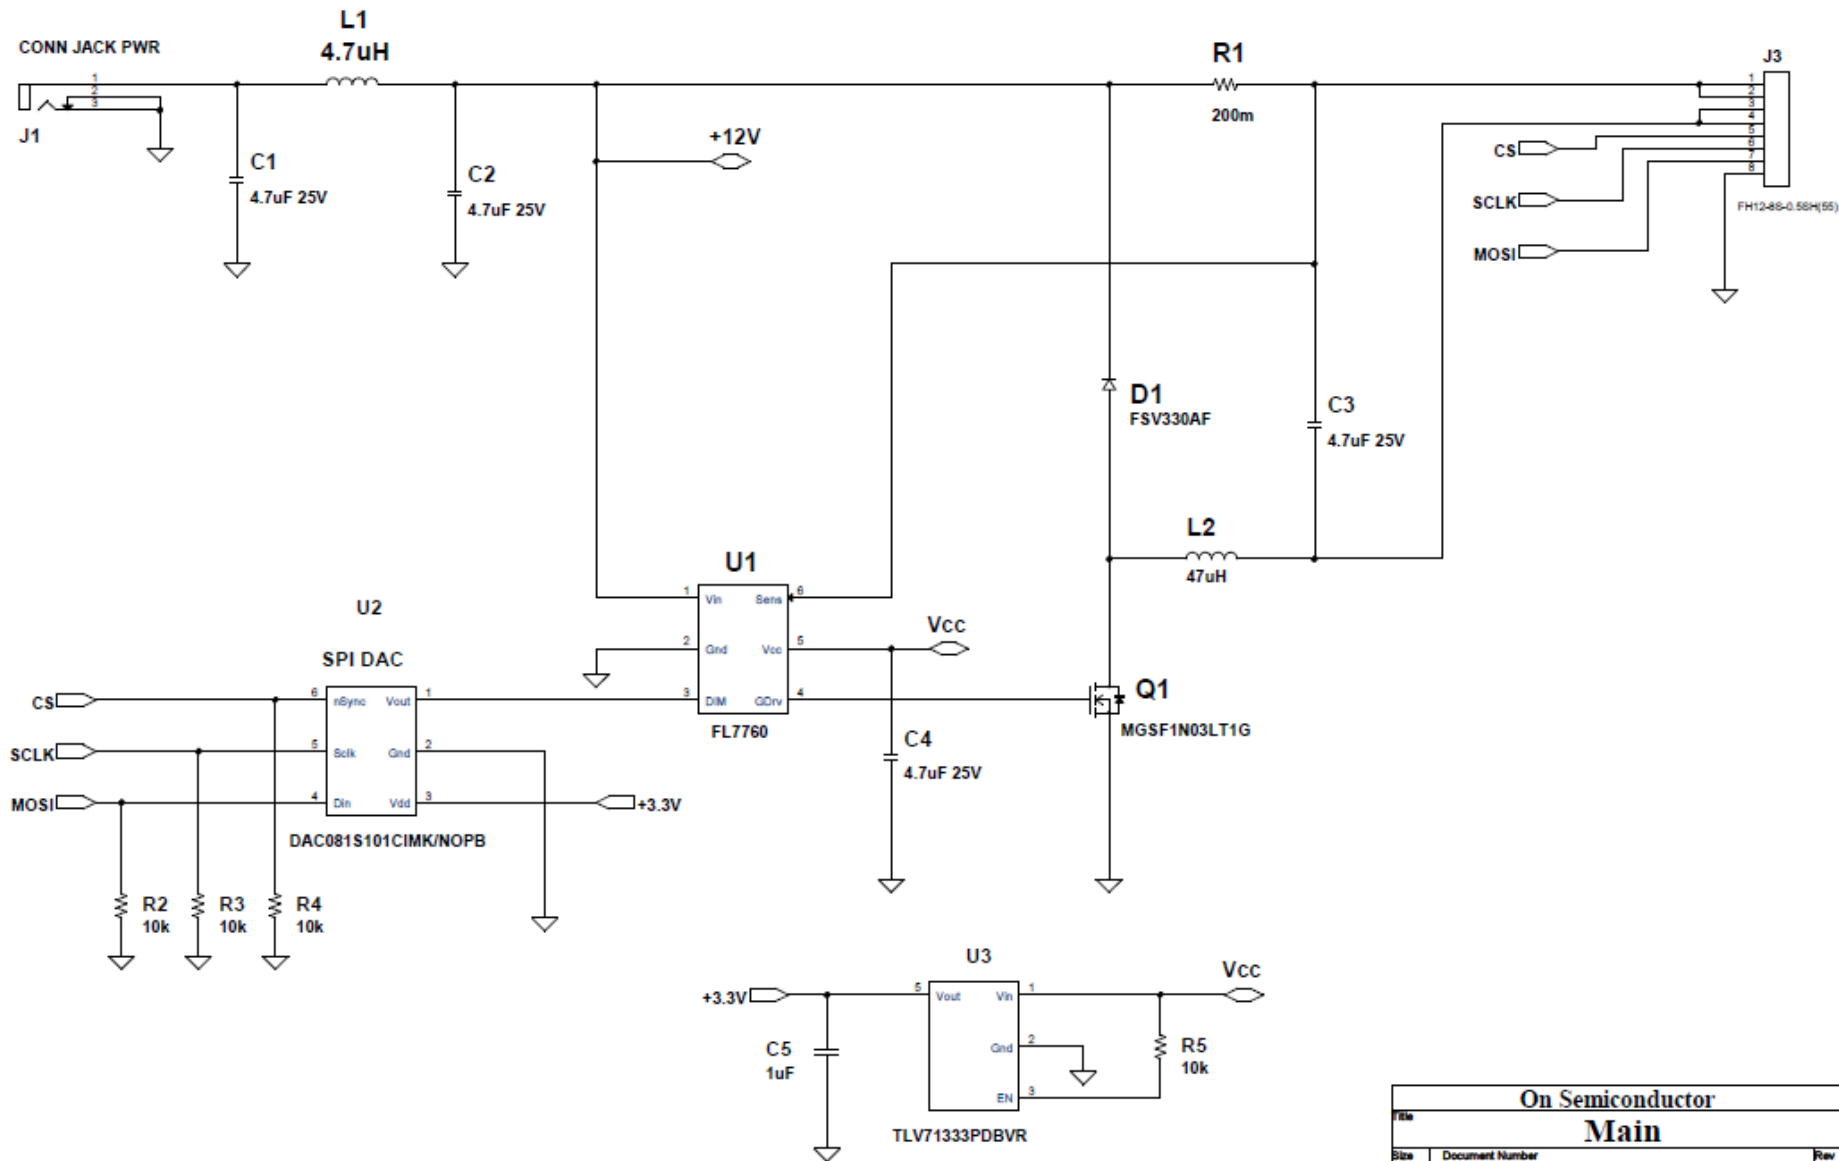 L1
4.7uH
CONN JACK PWR
1
2
3
J1
C1
4.7uF 25V
C2
4.7uF 25V
+12V
R1
200m
J3
1
2
3
4
5
6
7
8
FH12-8S-0.5SH(55)
CS
SCLK
MOSI
D1
FSV330AF
C3
4.7uF 25V
L2
47uH
U1
1 Vin Sens 6
2 Gnd Vcc 5
3 DIM GDrv 4
FL7760
Vcc
C4
4.7uF 25V
Q1
MGSF1N03LT1G
U2
SPI DAC
CS 6 nSync Vout 1
SCLK 5 Sclk Gnd 2
MOSI 4 Din Vdd 3 +3.3V
DAC081S101CIMK/NOPB
R2
10k
R3
10k
R4
10k
U3
+3.3V 5 Vout Vin 1 Vcc
Gnd 2
EN 3
TLV71333PDBVR
C5
1uF
R5
10k
On Semiconductor
Title
Main
Size Document Number Rev